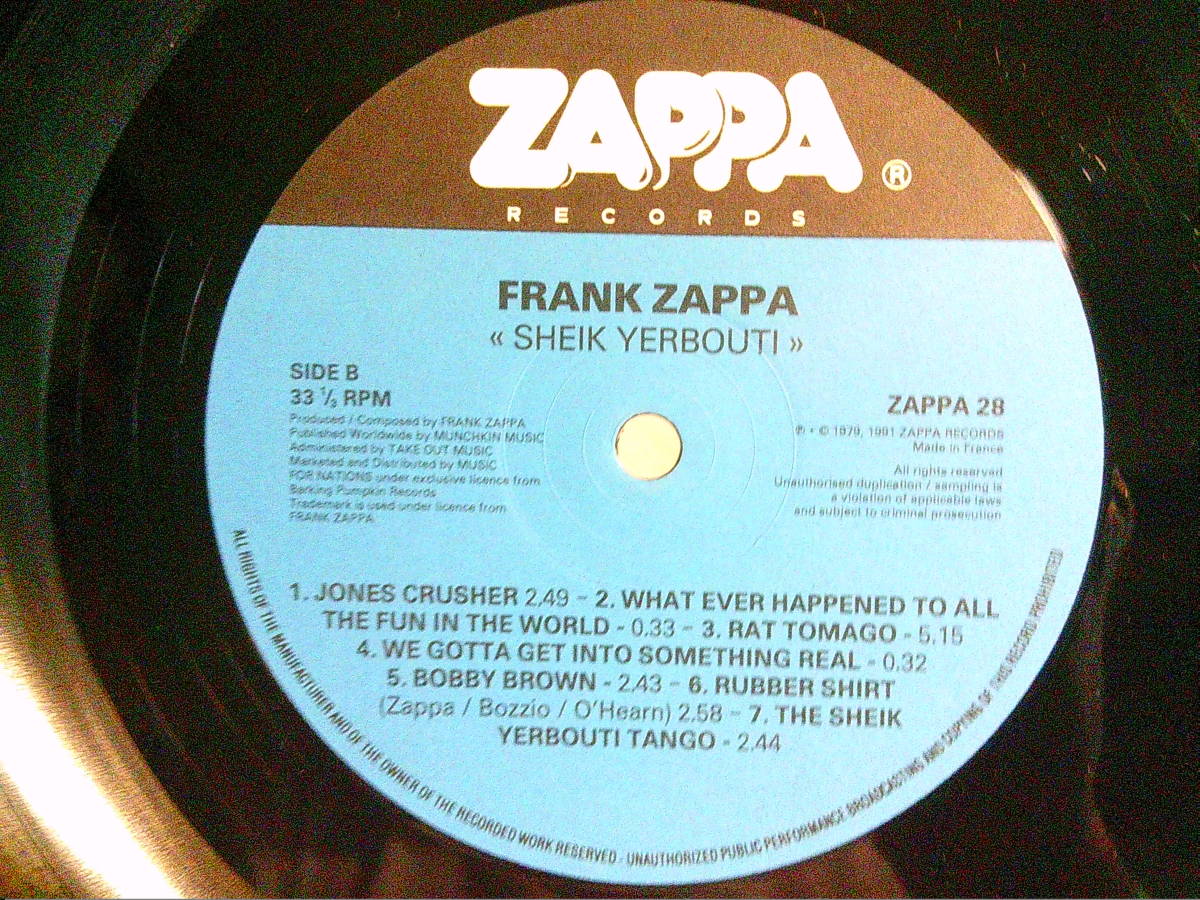 ZAPPA ®
RECORDS
FRANK ZAPPA
« SHEIK YERBOUTI »
SIDE B
33 ⅓ RPM
Produced / Composed by FRANK ZAPPA
Published Worldwide by MUNCHKIN MUSIC
Administered by TAKE OUT MUSIC
Marketed and Distributed by MUSIC
FOR NATIONS under exclusive licence from
Barking Pumpkin Records
Trademark is used under licence from
FRANK ZAPPA
ZAPPA 28
℗ • © 1979, 1991 ZAPPA RECORDS
Made in France
All rights reserved
Unauthorised duplication / sampling is
a violation of applicable laws
and subject to criminal prosecution
1. JONES CRUSHER 2.49 - 2. WHAT EVER HAPPENED TO ALL
THE FUN IN THE WORLD - 0.33 - 3. RAT TOMAGO - 5.15
4. WE GOTTA GET INTO SOMETHING REAL - 0.32
5. BOBBY BROWN - 2.43 - 6. RUBBER SHIRT
(Zappa / Bozzio / O'Hearn) 2.58 - 7. THE SHEIK
YERBOUTI TANGO - 2.44
ALL RIGHTS OF THE MANUFACTURER AND OF THE OWNER OF THE RECORDED WORK RESERVED - UNAUTHORIZED PUBLIC PERFORMANCE BROADCASTING AND COPYING OF THIS RECORD PROHIBITED